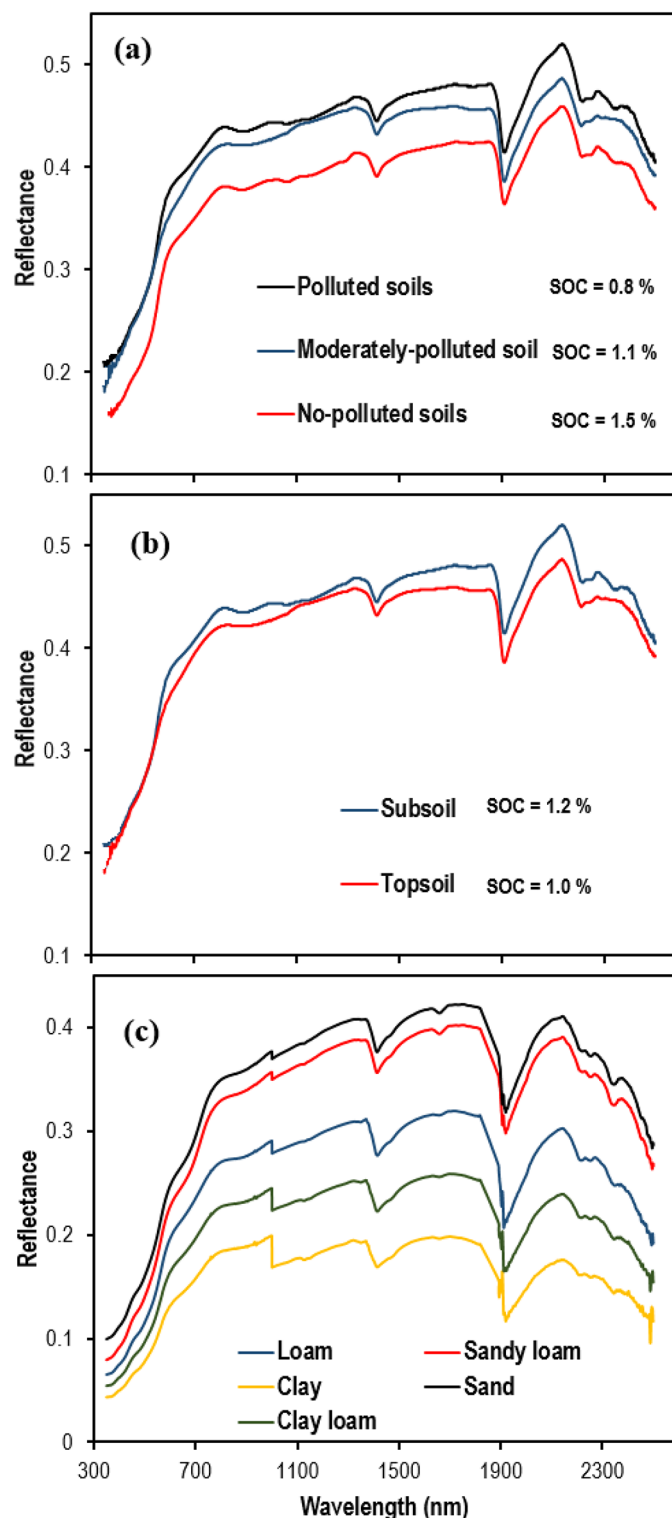 (a)
0.5
0.4
0.3
0.2
0.1
Reflectance
Polluted soils SOC = 0.8 %
Moderately-polluted soil SOC = 1.1 %
No-polluted soils SOC = 1.5 %
(b)
0.5
0.4
0.3
0.2
0.1
Reflectance
Subsoil SOC = 1.2 %
Topsoil SOC = 1.0 %
(c)
0.4
0.3
0.2
0.1
0
Reflectance
Loam Sandy loam
Clay Sand
Clay loam
300 700 1100 1500 1900 2300
Wavelength (nm)